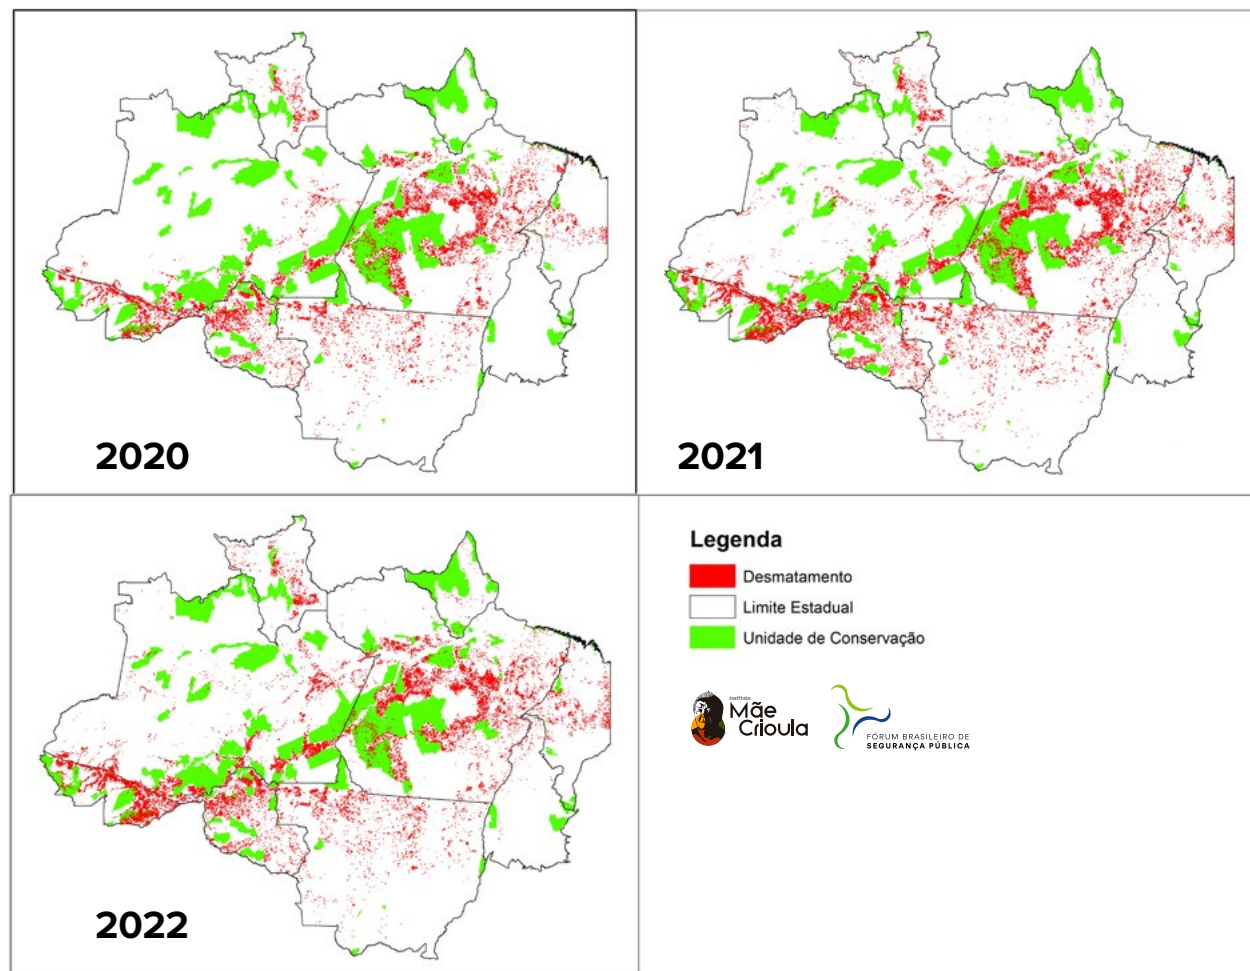 2020
2021
2022
Legenda
Desmatamento
Limite Estadual
Unidade de Conservação
Instituto
Mãe
Crioula
FÓRUM BRASILEIRO DE
SEGURANÇA PÚBLICA